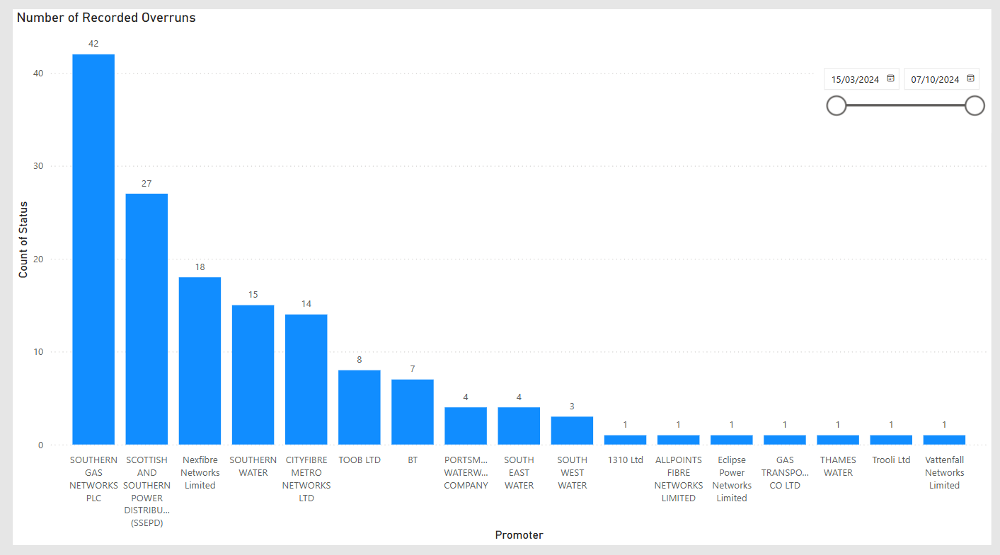 Number of Recorded Overruns
15/03/2024 07/10/2024
Count of Status
40
30
20
10
0
42
27
18
15
14
8
7
4
4
3
1
1
1
1
1
1
1
SOUTHERN
GAS
NETWORKS
PLC
SCOTTISH
AND
SOUTHERN
POWER
DISTRIBU...
(SSEPD)
Nexfibre
Networks
Limited
SOUTHERN
WATER
CITYFIBRE
METRO
NETWORKS
LTD
TOOB LTD
BT
PORTSM...
WATERW...
COMPANY
SOUTH
EAST
WATER
SOUTH
WEST
WATER
1310 Ltd
ALLPOINTS
FIBRE
NETWORKS
LIMITED
Eclipse
Power
Networks
Limited
GAS
TRANSPO...
CO LTD
THAMES
WATER
Trooli Ltd
Vattenfall
Networks
Limited
Promoter